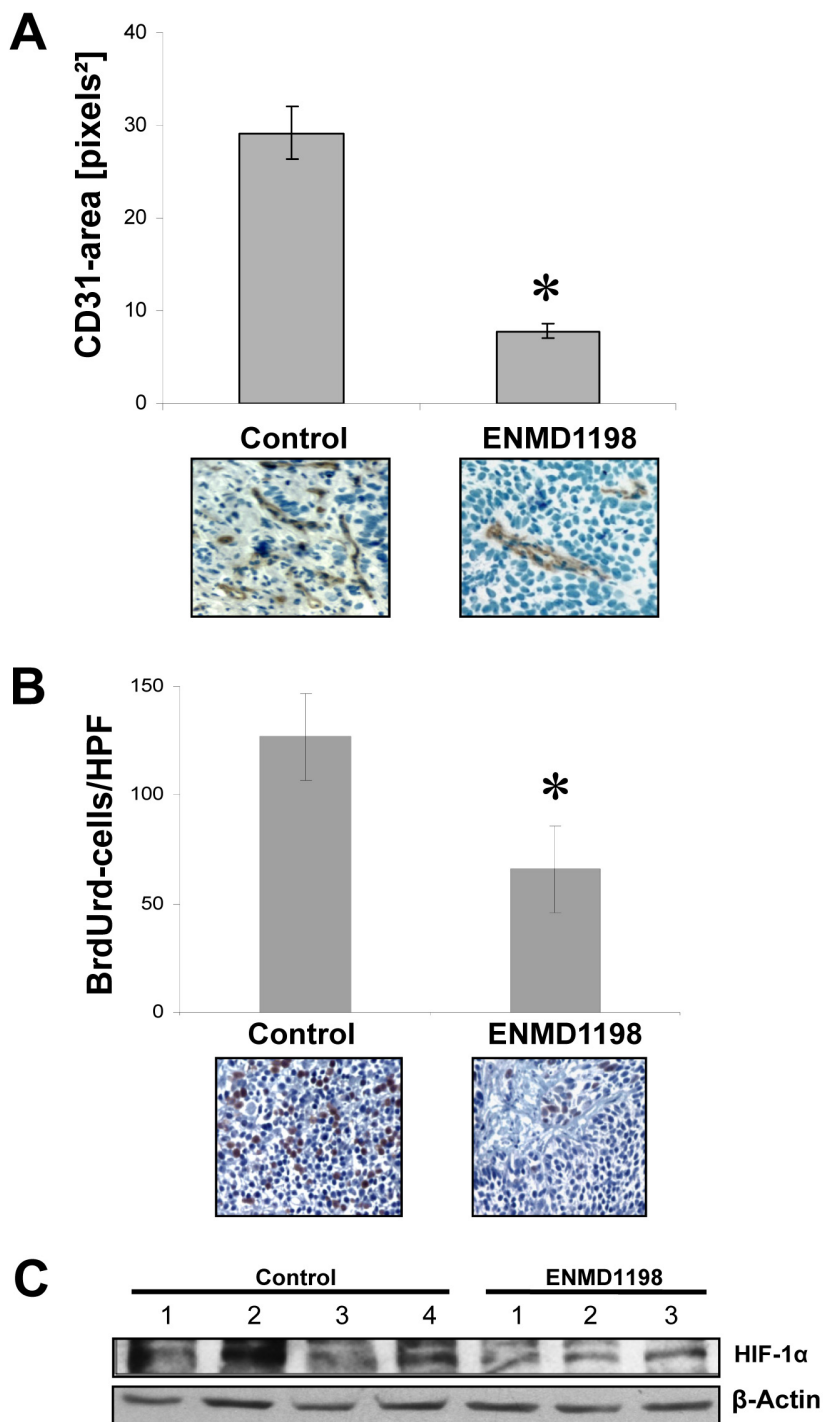 A
CD31-area [pixels²]
40
30
20
10
0
*
Control ENMD1198
B
BrdUrd-cells/HPF
150
100
50
0
*
Control ENMD1198
C
Control ENMD1198
1 2 3 4 1 2 3
HIF-1α
β-Actin